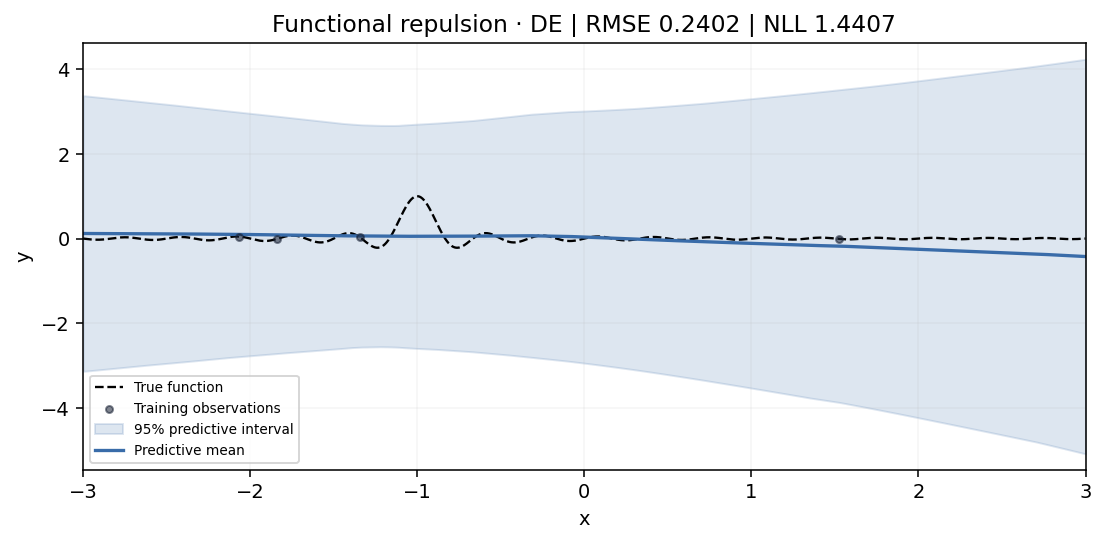 Functional repulsion · DE | RMSE 0.2402 | NLL 1.4407
4
2
0
−2
−4
y
True function
Training observations
95% predictive interval
Predictive mean
−3
−2
−1
0
1
2
3
x